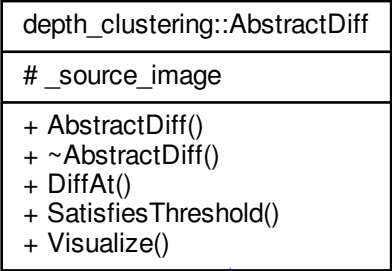 depth_clustering::AbstractDiff
# _source_image
+ AbstractDiff()
+ ~AbstractDiff()
+ DiffAt()
+ SatisfiesThreshold()
+ Visualize()